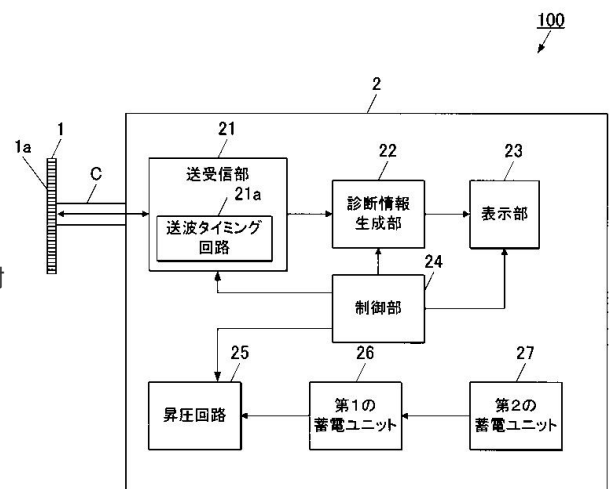 100
2
1
1a
C
21
送受信部
21a
送波タイミング
回路
22
診断情報
生成部
23
表示部
24
制御部
25
昇圧回路
26
第1の
蓄電ユニット
27
第2の
蓄電ユニット